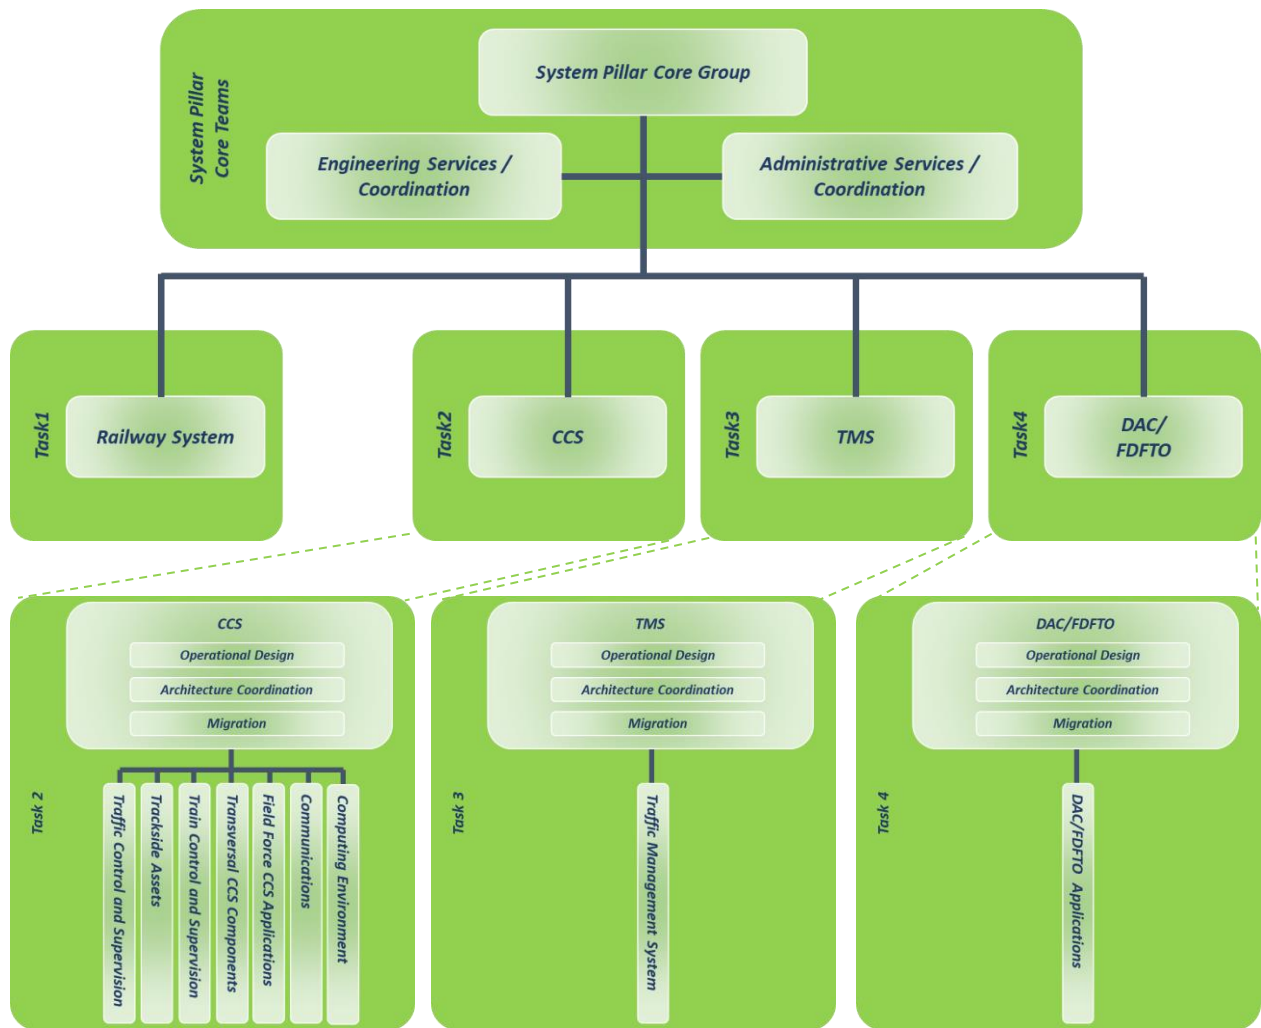 System Pillar
Core Teams
System Pillar Core Group
Engineering Services /
Coordination
Administrative Services /
Coordination
Task1
Railway System
Task2
CCS
Task3
TMS
Task4
DAC/
FDFTO
Task 2
CCS
Operational Design
Architecture Coordination
Migration
Traffic Control and Supervision
Trackside Assets
Train Control and Supervision
Transversal CCS Components
Field Force CCS Applications
Communications
Computing Environment
Task 3
TMS
Operational Design
Architecture Coordination
Migration
Traffic Management System
Task 4
DAC/FDFTO
Operational Design
Architecture Coordination
Migration
DAC/FDFTO Applications